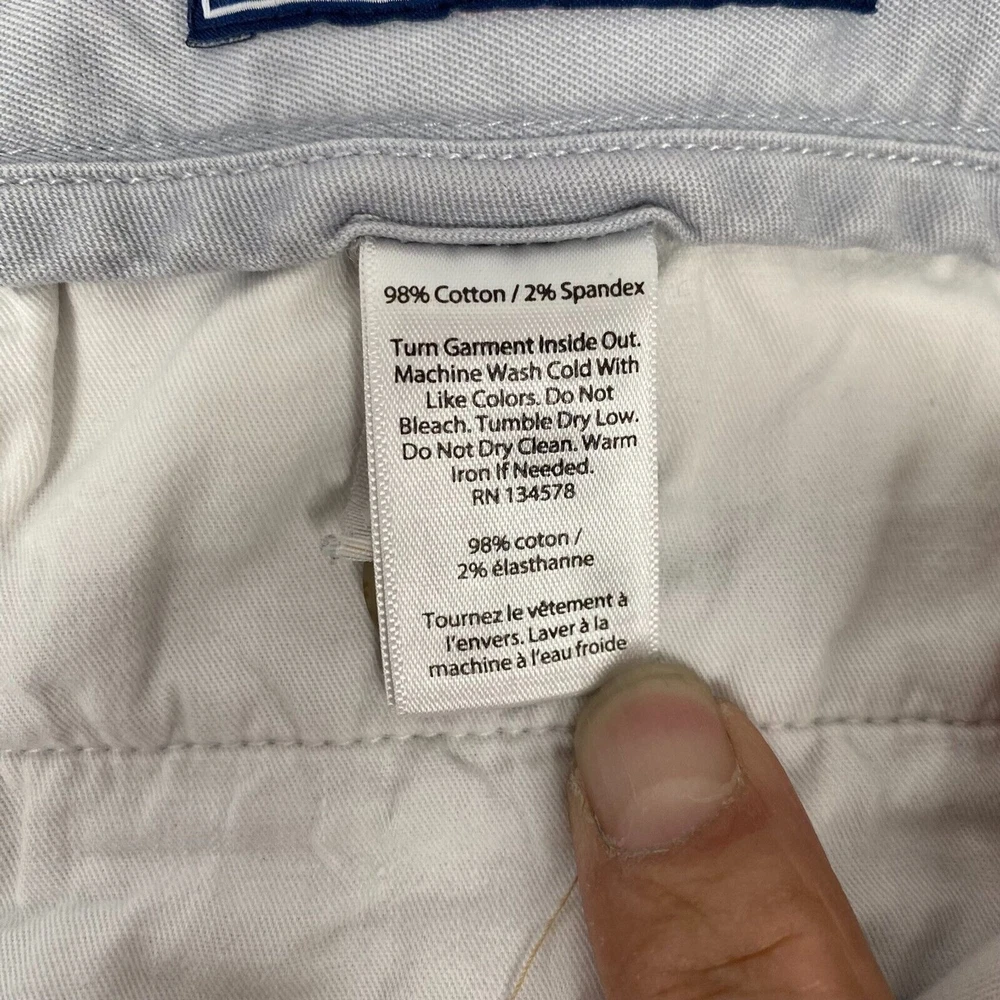 98% Cotton / 2% Spandex
Turn Garment Inside Out.
Machine Wash Cold With
Like Colors. Do Not
Bleach. Tumble Dry Low.
Do Not Dry Clean. Warm
Iron If Needed.
RN 134578
98% coton /
2% élasthanne
Tournez le vêtement à
l'envers. Laver à la
machine à l'eau froide